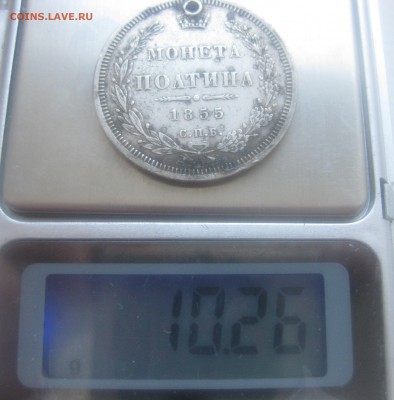 COINS.LAVE.RU
МОНЕТА
ПОЛТИНА
1855
С.П.Б.
10.26
g